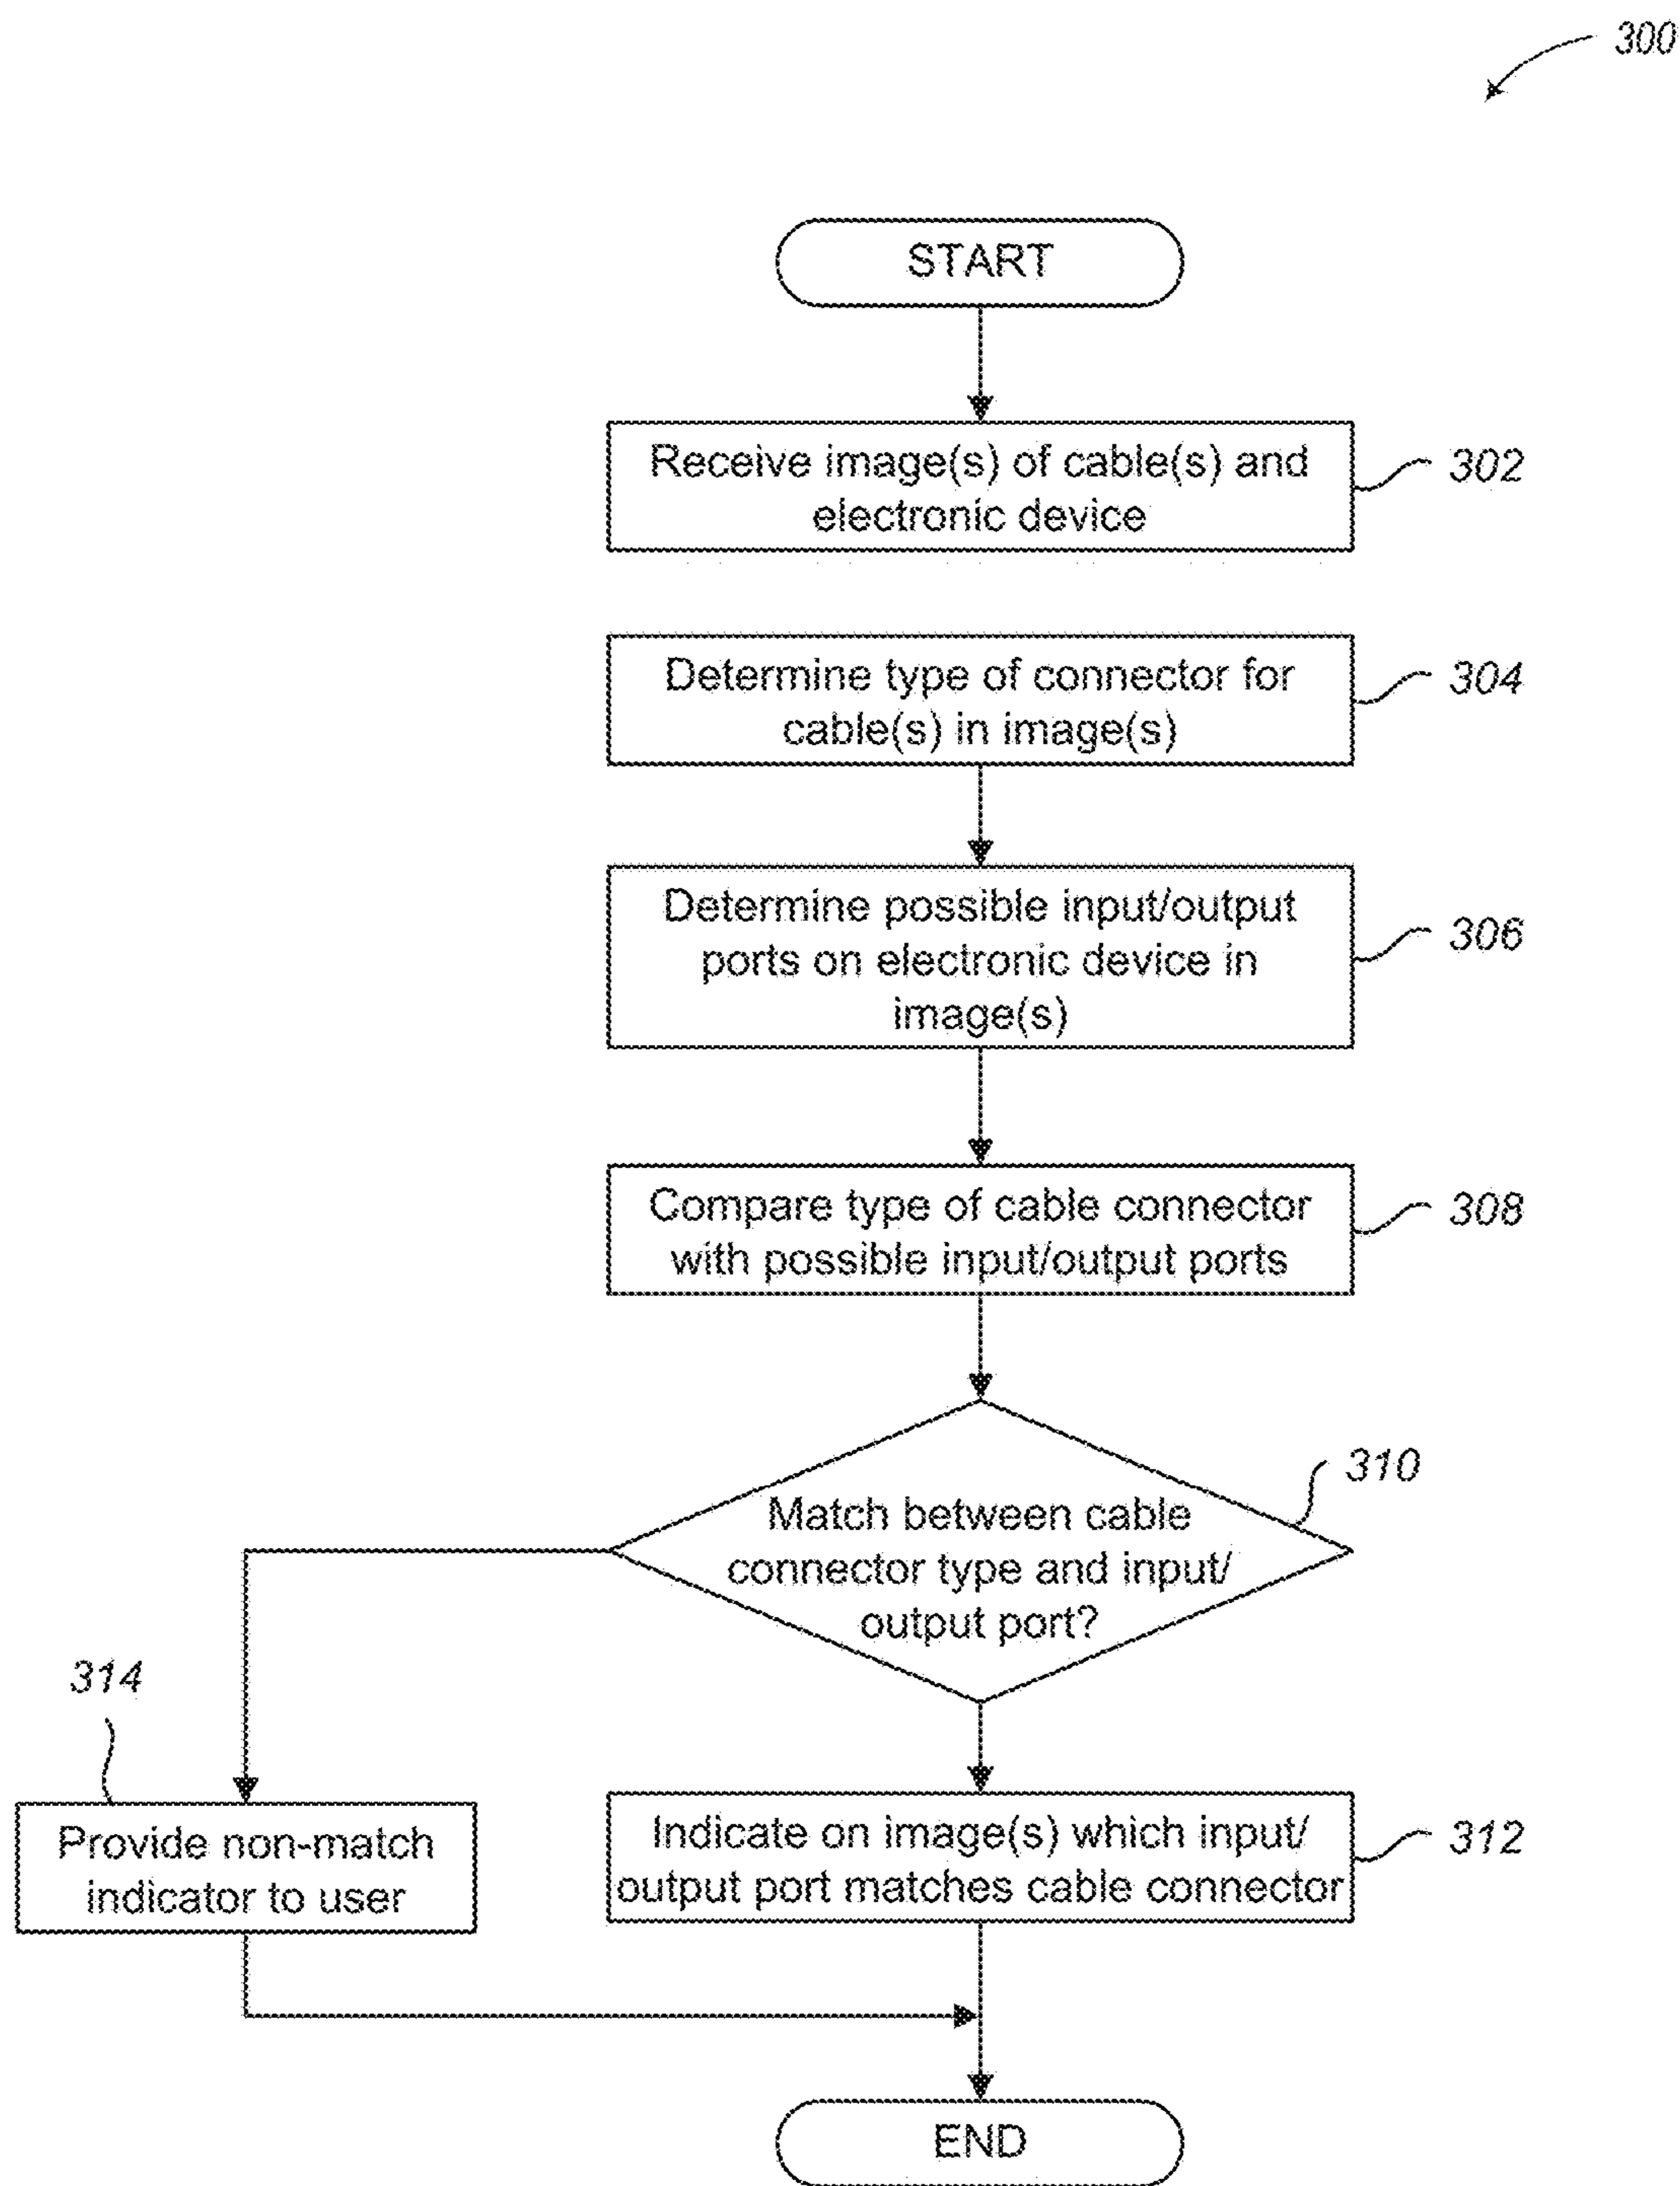 300
START
Receive image(s) of cable(s) and
electronic device
302
Determine type of connector for
cable(s) in image(s)
304
Determine possible input/output
ports on electronic device in
image(s)
306
Compare type of cable connector
with possible input/output ports
308
Match between cable
connector type and input/
output port?
310
314
Provide non-match
indicator to user
Indicate on image(s) which input/
output port matches cable connector
312
END